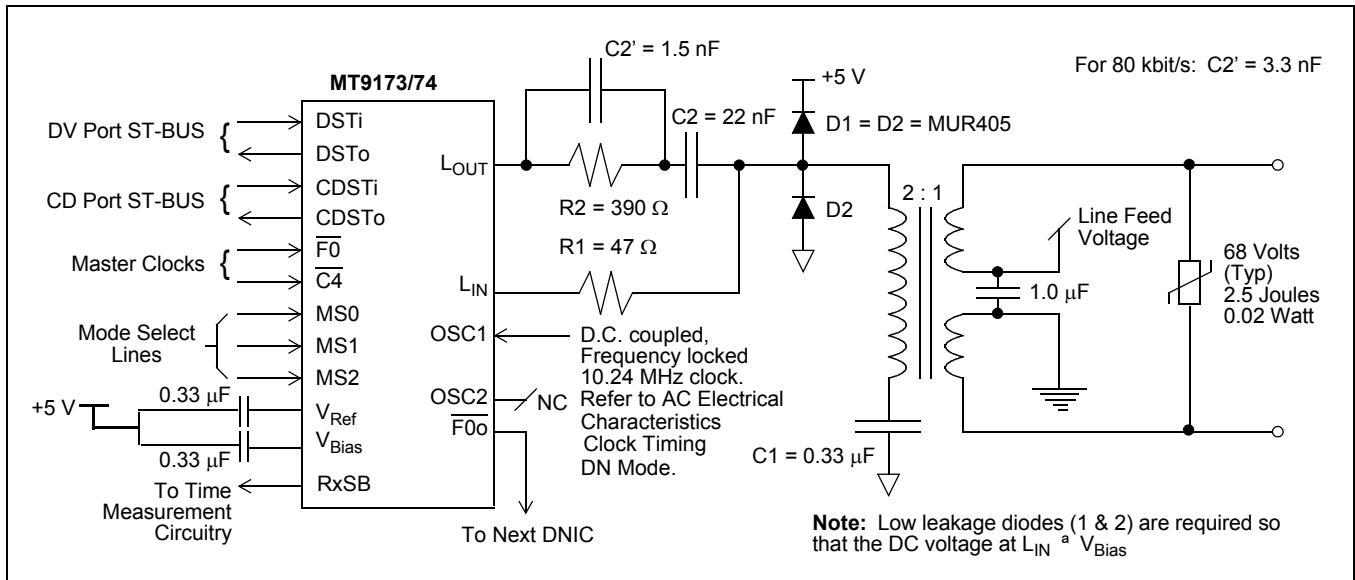 C2' = 1.5 nF
For 80 kbit/s: C2' = 3.3 nF
MT9173/74
+5 V
DV Port ST-BUS {
DSTi
DSTo
C2 = 22 nF
D1 = D2 = MUR405
LOUT
CD Port ST-BUS {
CDSTi
CDSTo
R2 = 390 Ω
D2
2 : 1
Line Feed
Voltage
Master Clocks {
F0
C4
R1 = 47 Ω
LIN
1.0 μF
68 Volts
(Typ)
2.5 Joules
0.02 Watt
Mode Select
Lines
MS0
MS1
MS2
OSC1
D.C. coupled,
Frequency locked
10.24 MHz clock.
Refer to AC Electrical
Characteristics
Clock Timing
DN Mode.
OSC2
NC
F0o
+5 V
0.33 μF
VRef
0.33 μF
VBias
RxSB
To Time
Measurement
Circuitry
To Next DNIC
C1 = 0.33 μF
Note: Low leakage diodes (1 & 2) are required so
that the DC voltage at LIN ª VBias